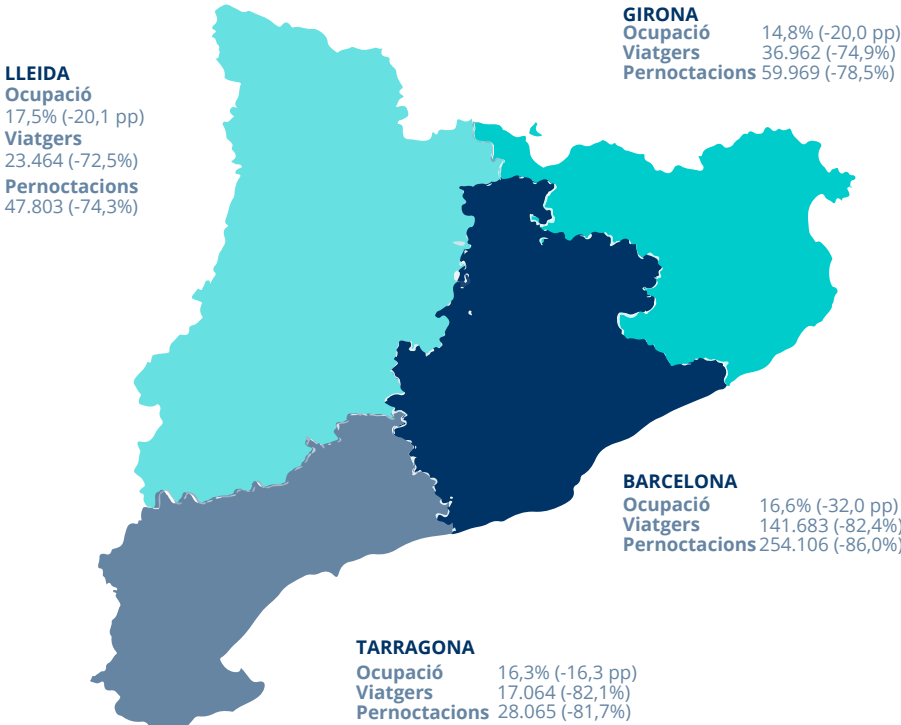 GIRONA
Ocupació 14,8% (-20,0 pp)
Viatgers 36.962 (-74,9%)
Pernoctacions 59.969 (-78,5%)
LLEIDA
Ocupació
17,5% (-20,1 pp)
Viatgers
23.464 (-72,5%)
Pernoctacions
47.803 (-74,3%)
BARCELONA
Ocupació 16,6% (-32,0 pp)
Viatgers 141.683 (-82,4%)
Pernoctacions 254.106 (-86,0%)
TARRAGONA
Ocupació 16,3% (-16,3 pp)
Viatgers 17.064 (-82,1%)
Pernoctacions 28.065 (-81,7%)